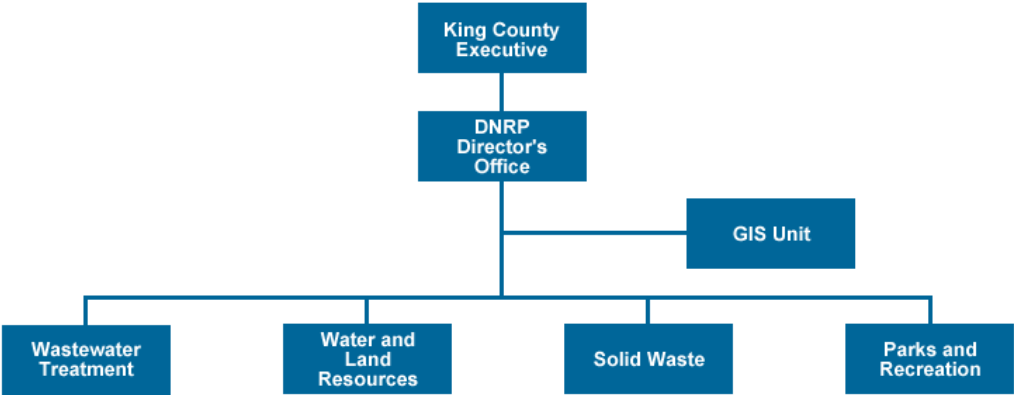 King County
Executive
DNRP
Director's
Office
GIS Unit
Wastewater
Treatment
Water and
Land
Resources
Solid Waste
Parks and
Recreation